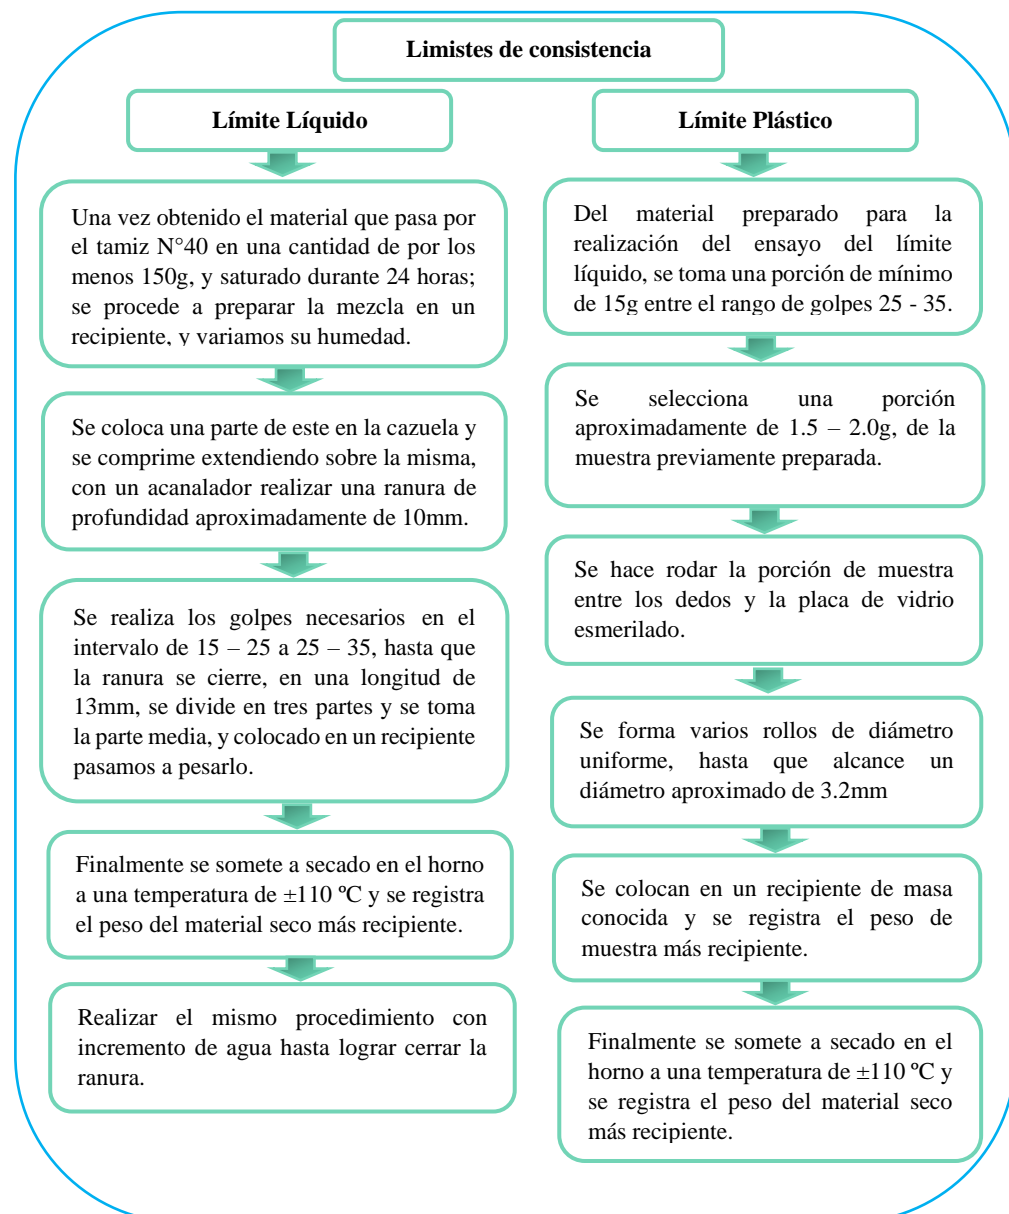 Limistes de consistencia
Límite Líquido
Una vez obtenido el material que pasa por
el tamiz N°40 en una cantidad de por los
menos 150g, y saturado durante 24 horas;
se procede a preparar la mezcla en un
recipiente, y variamos su humedad.
Se coloca una parte de este en la cazuela y
se comprime extendiendo sobre la misma,
con un acanalador realizar una ranura de
profundidad aproximadamente de 10mm.
Se realiza los golpes necesarios en el
intervalo de 15 – 25 a 25 – 35, hasta que
la ranura se cierre, en una longitud de
13mm, se divide en tres partes y se toma
la parte media, y colocado en un recipiente
pasamos a pesarlo.
Finalmente se somete a secado en el horno
a una temperatura de ±110 ºC y se registra
el peso del material seco más recipiente.
Realizar el mismo procedimiento con
incremento de agua hasta lograr cerrar la
ranura.
Límite Plástico
Del material preparado para la
realización del ensayo del límite
líquido, se toma una porción de mínimo
de 15g entre el rango de golpes 25 - 35.
Se selecciona una porción
aproximadamente de 1.5 – 2.0g, de la
muestra previamente preparada.
Se hace rodar la porción de muestra
entre los dedos y la placa de vidrio
esmerilado.
Se forma varios rollos de diámetro
uniforme, hasta que alcance un
diámetro aproximado de 3.2mm
Se colocan en un recipiente de masa
conocida y se registra el peso de
muestra más recipiente.
Finalmente se somete a secado en el
horno a una temperatura de ±110 ºC y
se registra el peso del material seco
más recipiente.